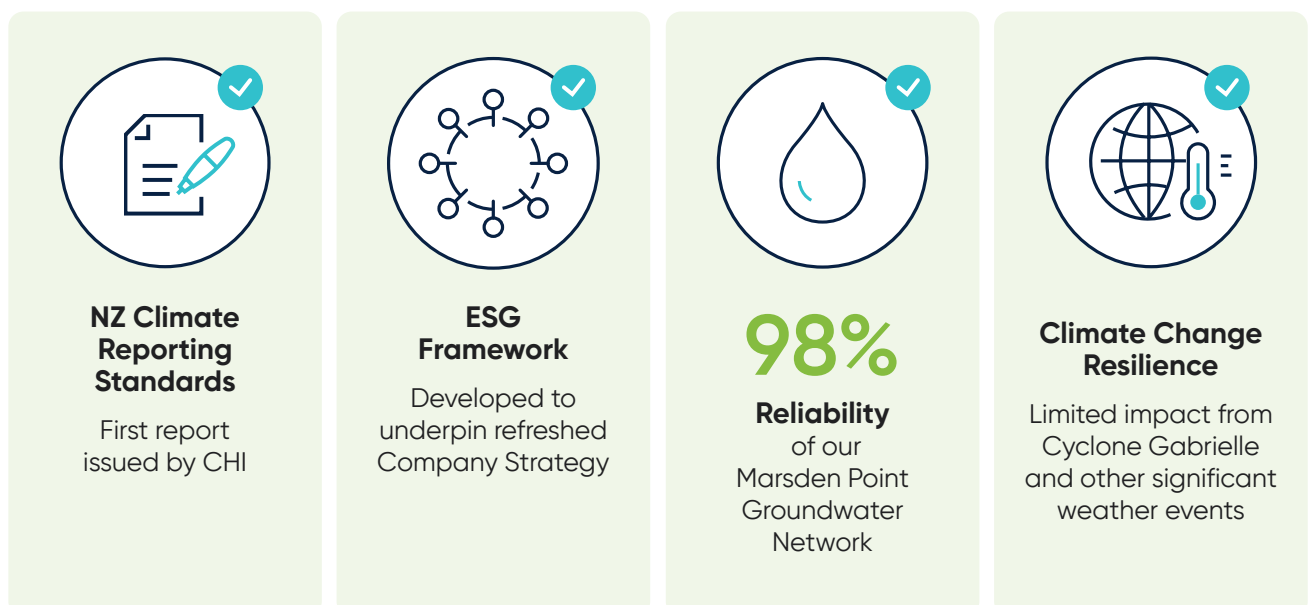 NZ Climate
Reporting
Standards
First report
issued by CHI
ESG
Framework
Developed to
underpin refreshed
Company Strategy
98%
Reliability
of our
Marsden Point
Groundwater
Network
Climate Change
Resilience
Limited impact from
Cyclone Gabrielle
and other significant
weather events